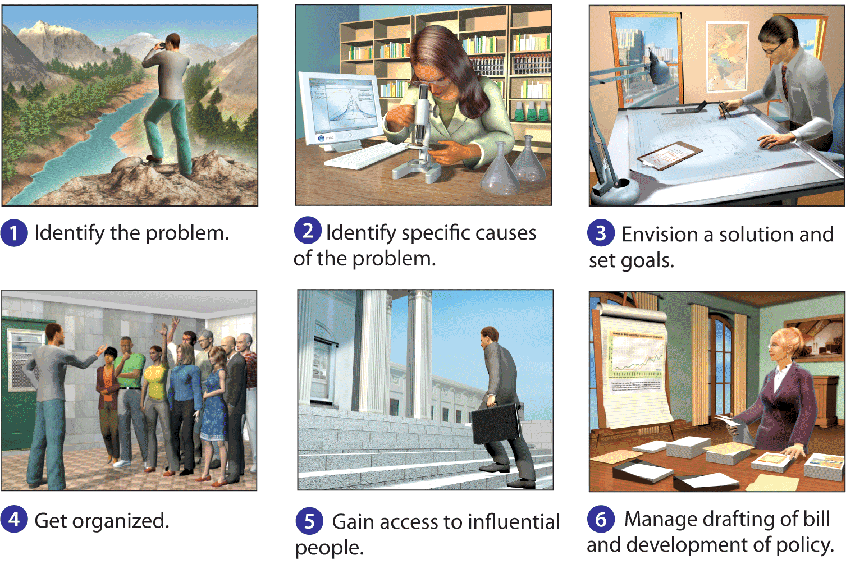 1 Identify the problem.
2 Identify specific causes
of the problem.
3 Envision a solution and
set goals.
4 Get organized.
5 Gain access to influential
people.
6 Manage drafting of bill
and development of policy.